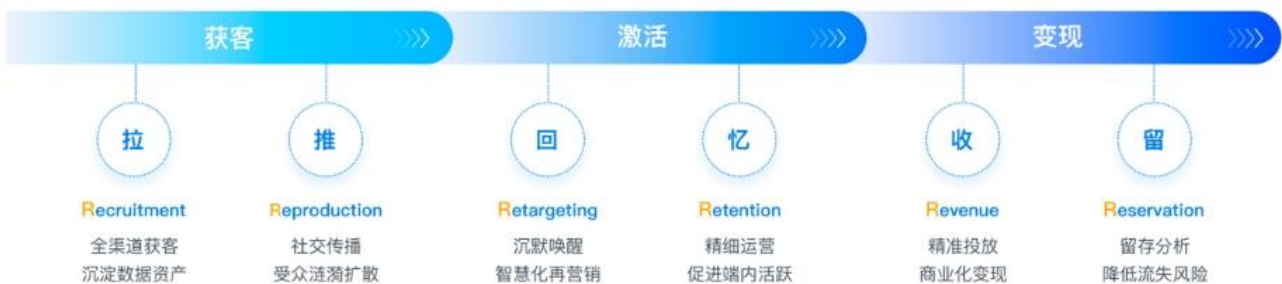 获客
激活
变现
拉
推
回
忆
收
留
Recruitment
Reproduction
Retargeting
Retention
Revenue
Reservation
全渠道获客
社交传播
沉默唤醒
精细运营
精准投放
留存分析
沉淀数据资产
受众涟漪扩散
智慧化再营销
促进端内活跃
商业化变现
降低流失风险